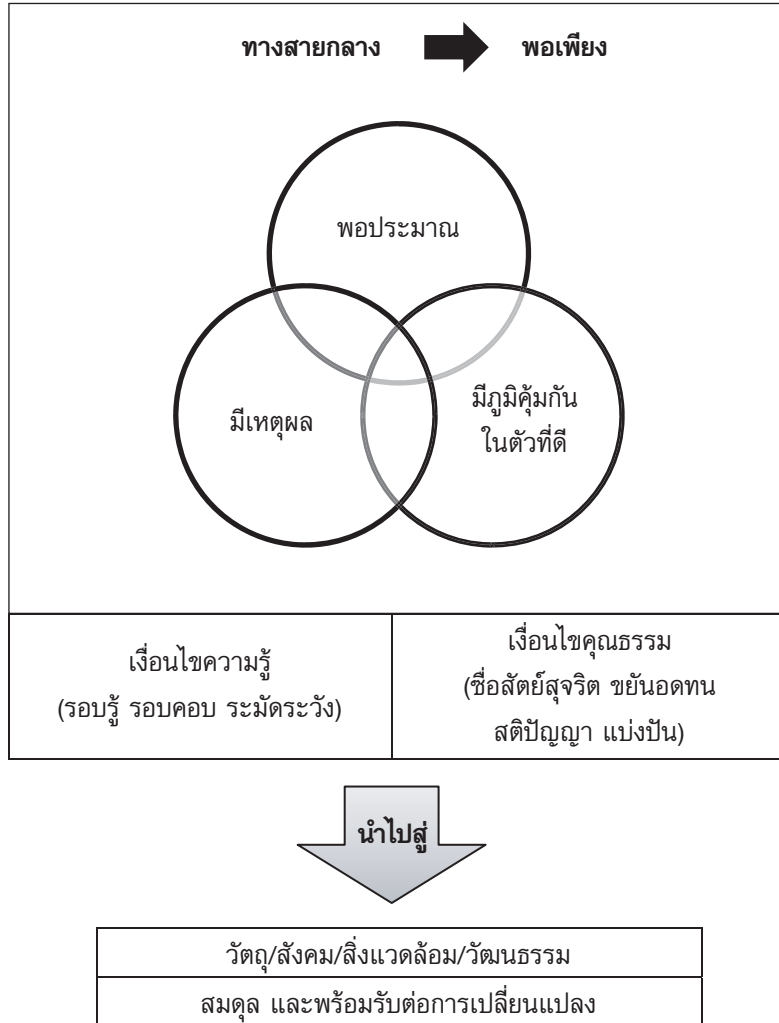 ทางสายกลาง พอเพียง
พอประมาณ
มีเหตุผล
มีภูมิคุ้มกัน
ในตัวที่ดี
เงื่อนไขความรู้
(รอบรู้ รอบคอบ ระมัดระวัง)
เงื่อนไขคุณธรรม
(ซื่อสัตย์สุจริต ขยันอดทน
สติปัญญา แบ่งปัน)
นำไปสู่
วัตถุ/สังคม/สิ่งแวดล้อม/วัฒนธรรม
สมดุล และพร้อมรับต่อการเปลี่ยนแปลง